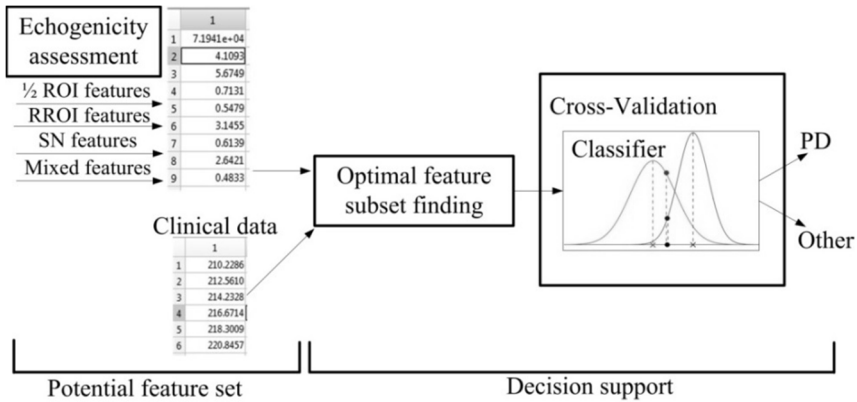 Echogenicity
assessment
½ ROI features
RROI features
SN features
Mixed features
1
1 7.1941e+04
2 4.1093
3 5.6749
4 0.7131
5 0.5479
6 3.1455
7 0.6139
8 2.6421
9 0.4833
Clinical data
1
1 210.2286
2 212.5610
3 214.2328
4 216.6714
5 218.3009
6 220.8457
Optimal feature
subset finding
Cross-Validation
Classifier
PD
Other
Potential feature set
Decision support